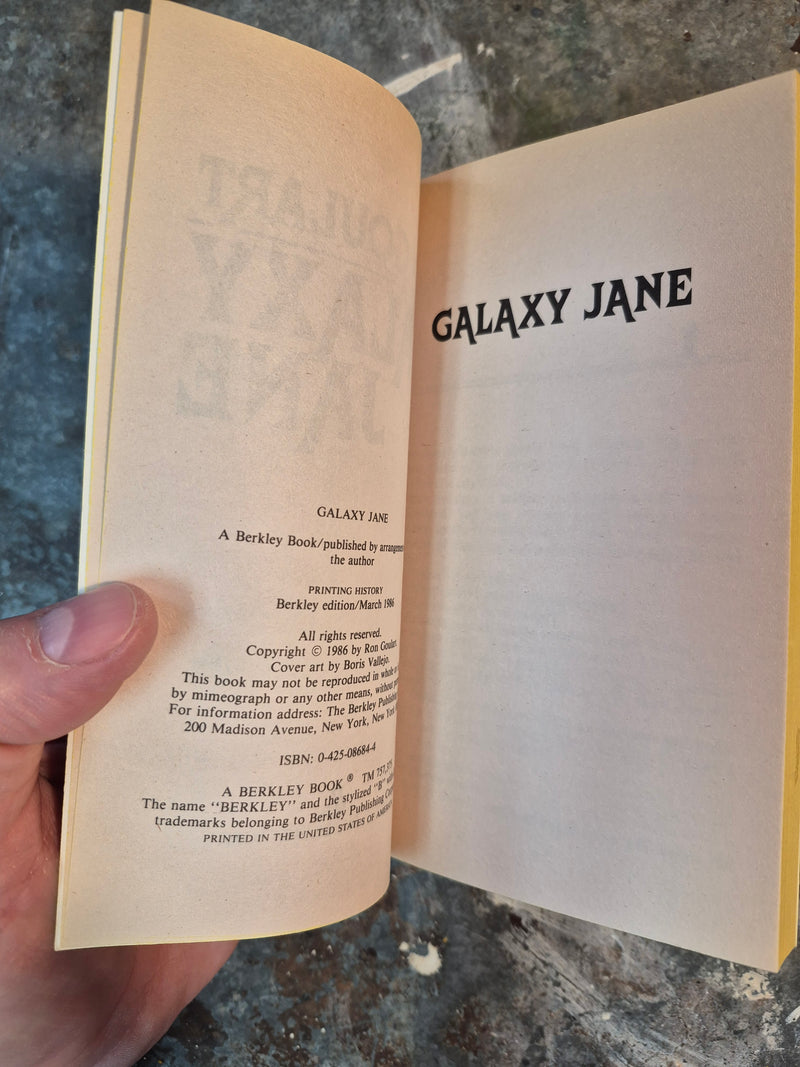 GALAXY JANE
A Berkley Book/published by
the author
PRINTING HISTORY
Berkley edition/March 1986
All rights reserved.
Copyright © 1986 by Ron Goulart.
Cover art by Boris Vallejo.
This book may not be reproduced in whole
by mimeograph or any other means, without
For information address: The Berkley Publishing
200 Madison Avenue, New York, New York
ISBN: 0-425-08684-4
A BERKLEY BOOK ® TM 757,375
The name "BERKLEY" and the stylized "B"
trademarks belonging to Berkley Publishing
PRINTED IN THE UNITED STATES OF AMERICA
GALAXY JANE